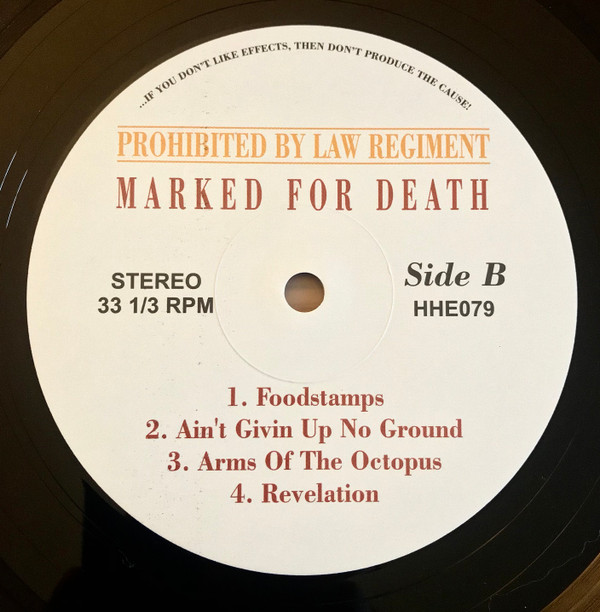 ...IF YOU DON'T LIKE EFFECTS, THEN DON'T PRODUCE THE CAUSE!
PROHIBITED BY LAW REGIMENT
MARKED FOR DEATH
STEREO
33 1/3 RPM
Side B
HHE079
1. Foodstamps
2. Ain't Givin Up No Ground
3. Arms Of The Octopus
4. Revelation